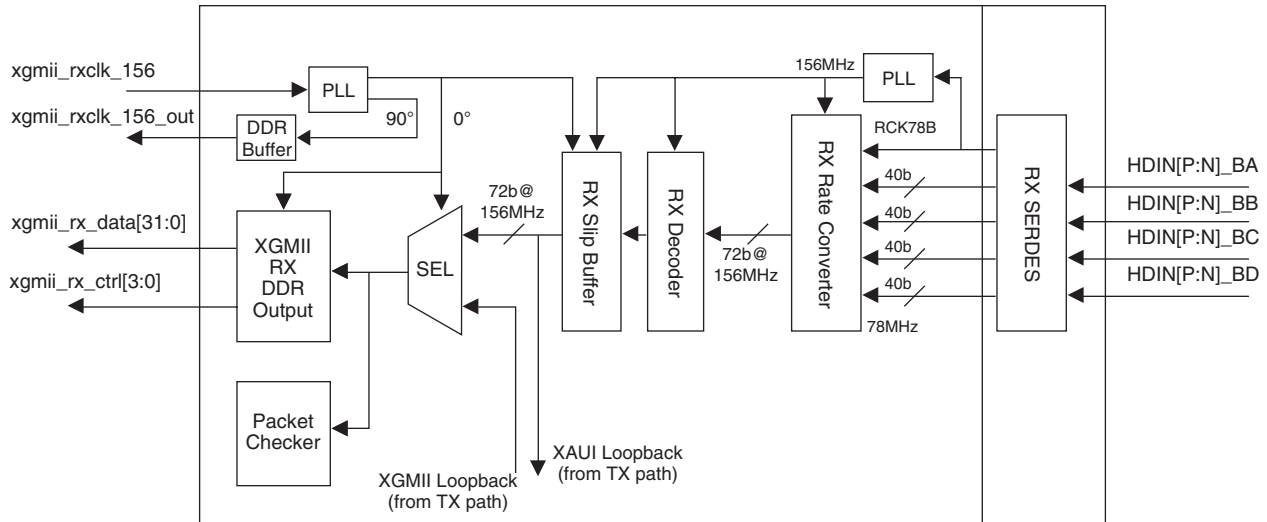 xgmii_rxclk_156
PLL
156MHz
PLL
xgmii_rxclk_156_out
DDR
Buffer
90°
0°
RCK78B
72b@
156MHz
RX Slip Buffer
RX Decoder
72b@
156MHz
RX Rate Converter
40b
40b
40b
40b
78MHz
RX SERDES
HDIN[P:N]_BA
HDIN[P:N]_BB
HDIN[P:N]_BC
HDIN[P:N]_BD
xgmii_rx_data[31:0]
xgmii_rx_ctrl[3:0]
XGMII
RX
DDR
Output
SEL
Packet
Checker
XGMII Loopback
(from TX path)
XAUI Loopback
(from TX path)